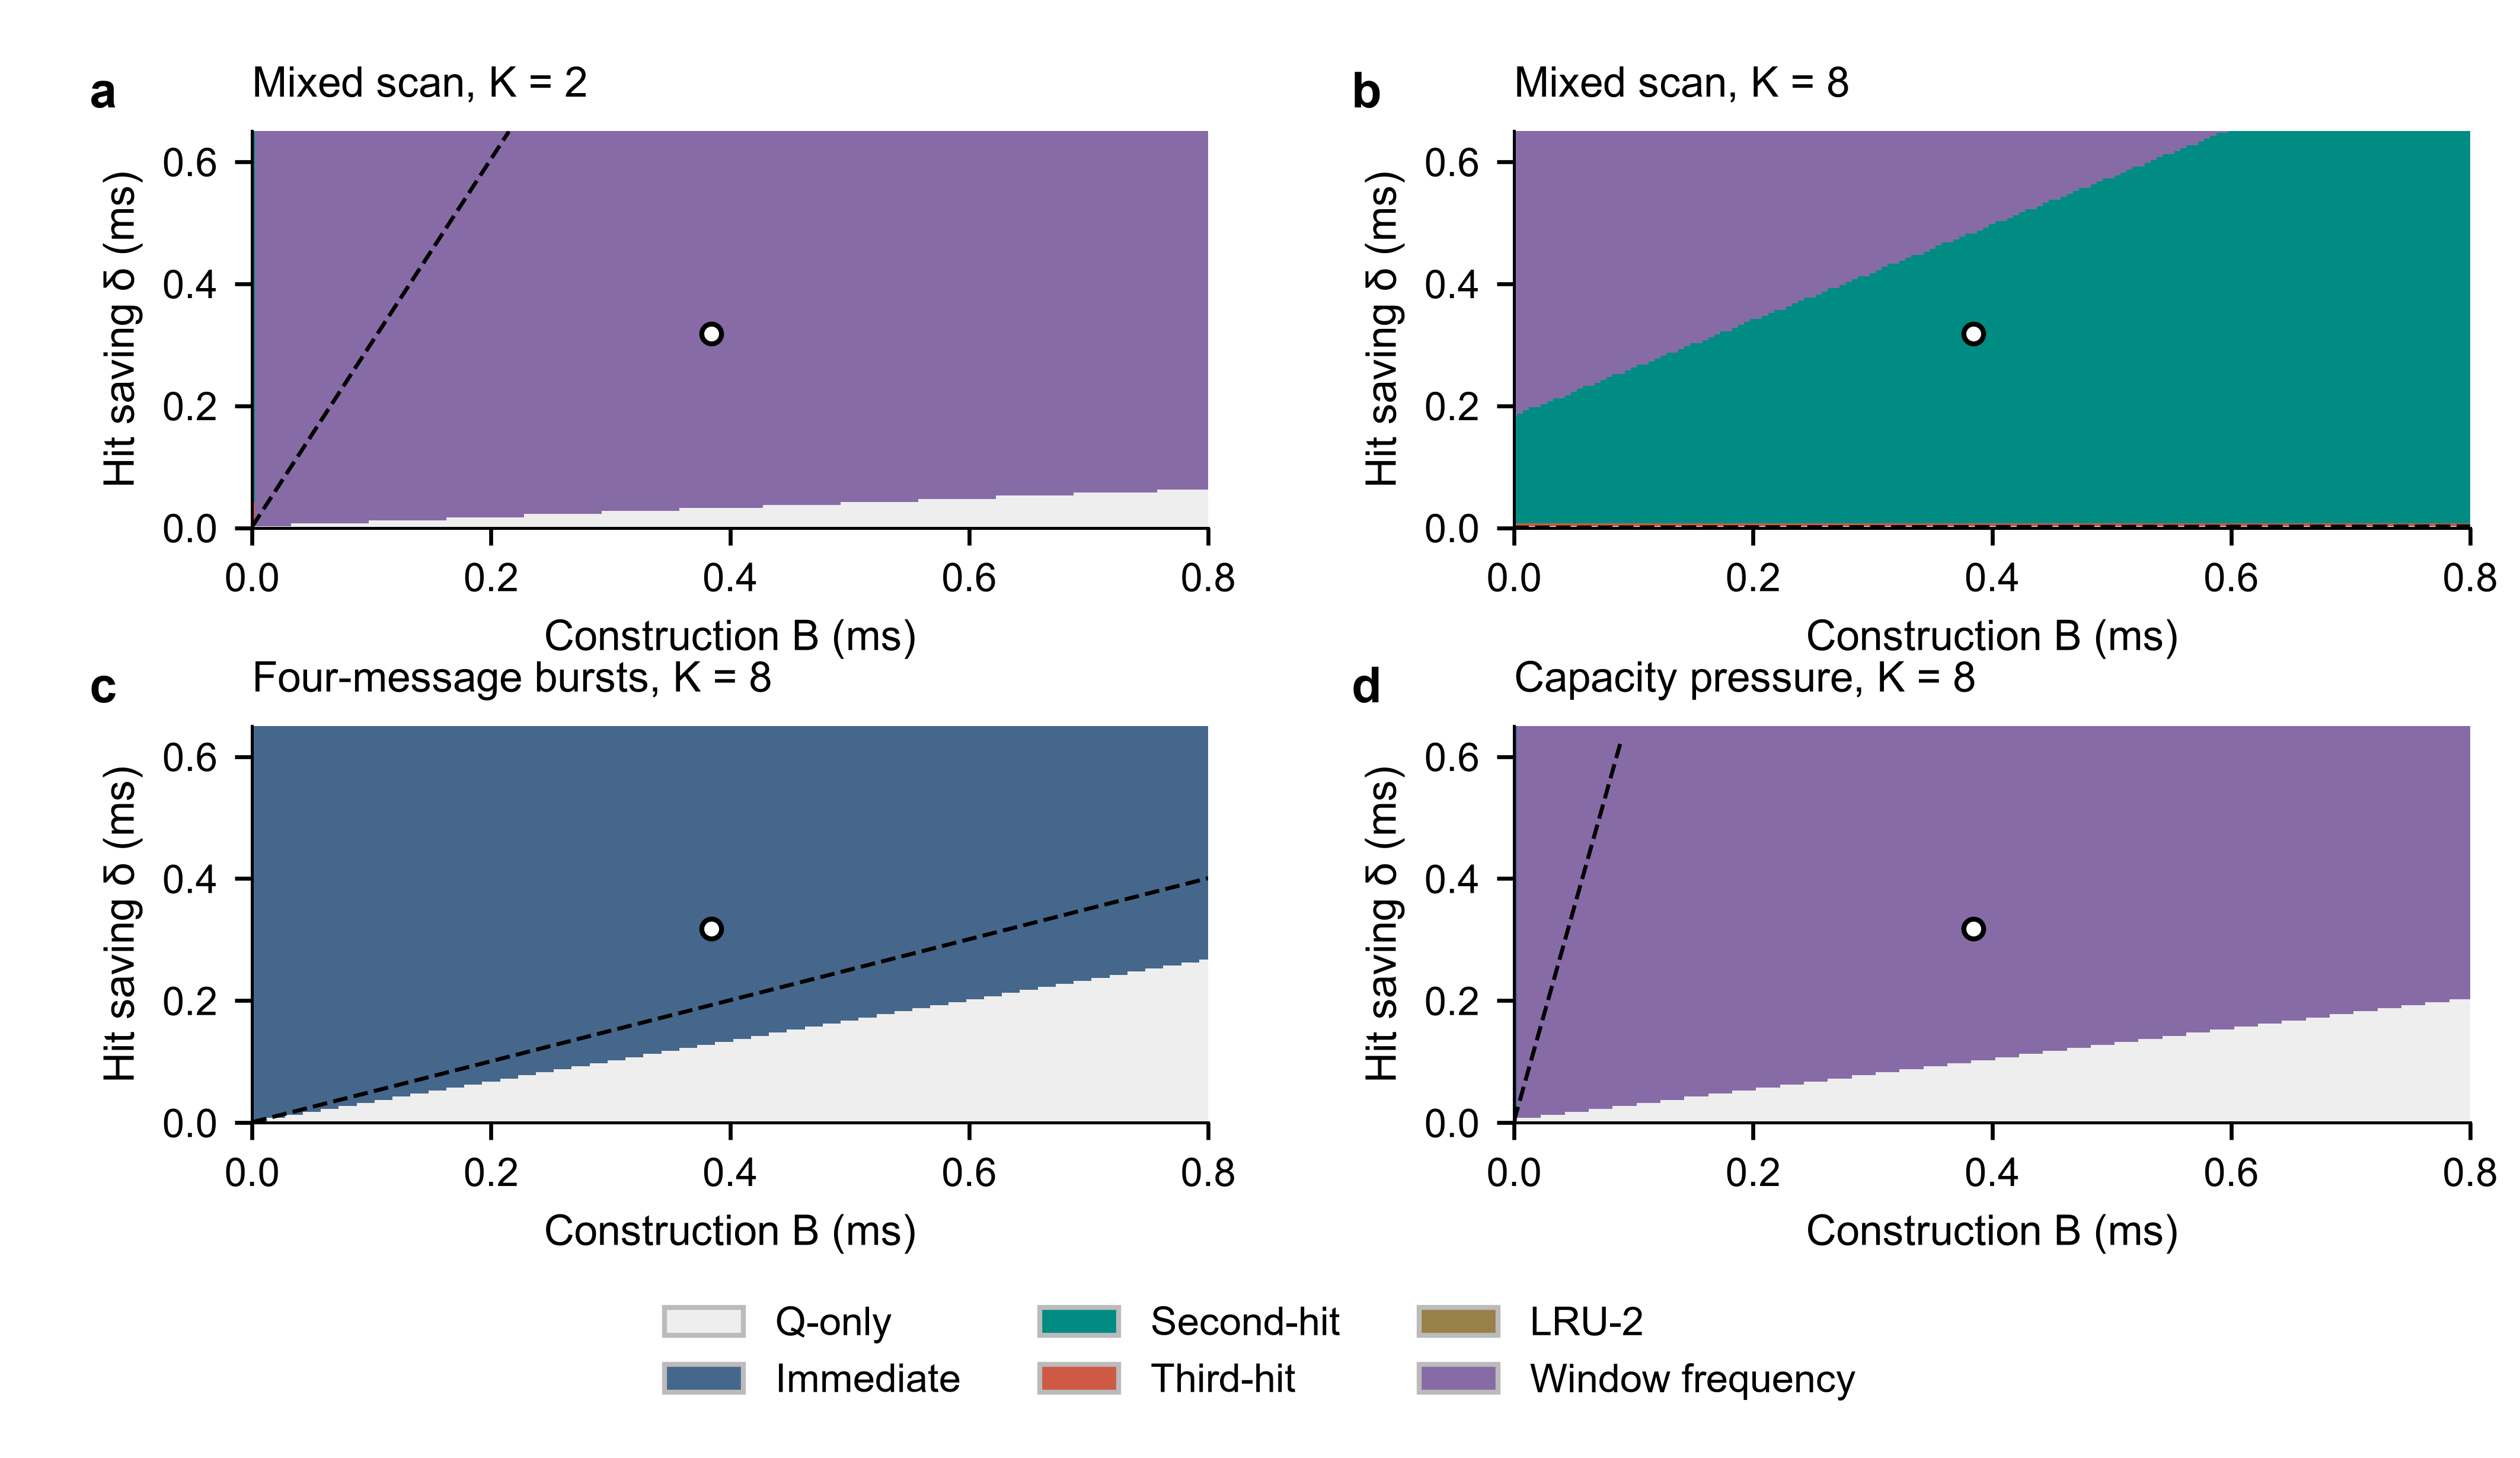 a Mixed scan, K = 2
Hit saving δ (ms)
0.6
0.4
0.2
0.0
0.0 0.2 0.4 0.6 0.8
Construction B (ms)
b Mixed scan, K = 8
Hit saving δ (ms)
0.6
0.4
0.2
0.0
0.0 0.2 0.4 0.6 0.8
Construction B (ms)
c Four-message bursts, K = 8
Hit saving δ (ms)
0.6
0.4
0.2
0.0
0.0 0.2 0.4 0.6 0.8
Construction B (ms)
d Capacity pressure, K = 8
Hit saving δ (ms)
0.6
0.4
0.2
0.0
0.0 0.2 0.4 0.6 0.8
Construction B (ms)
Q-only Second-hit LRU-2
Immediate Third-hit Window frequency